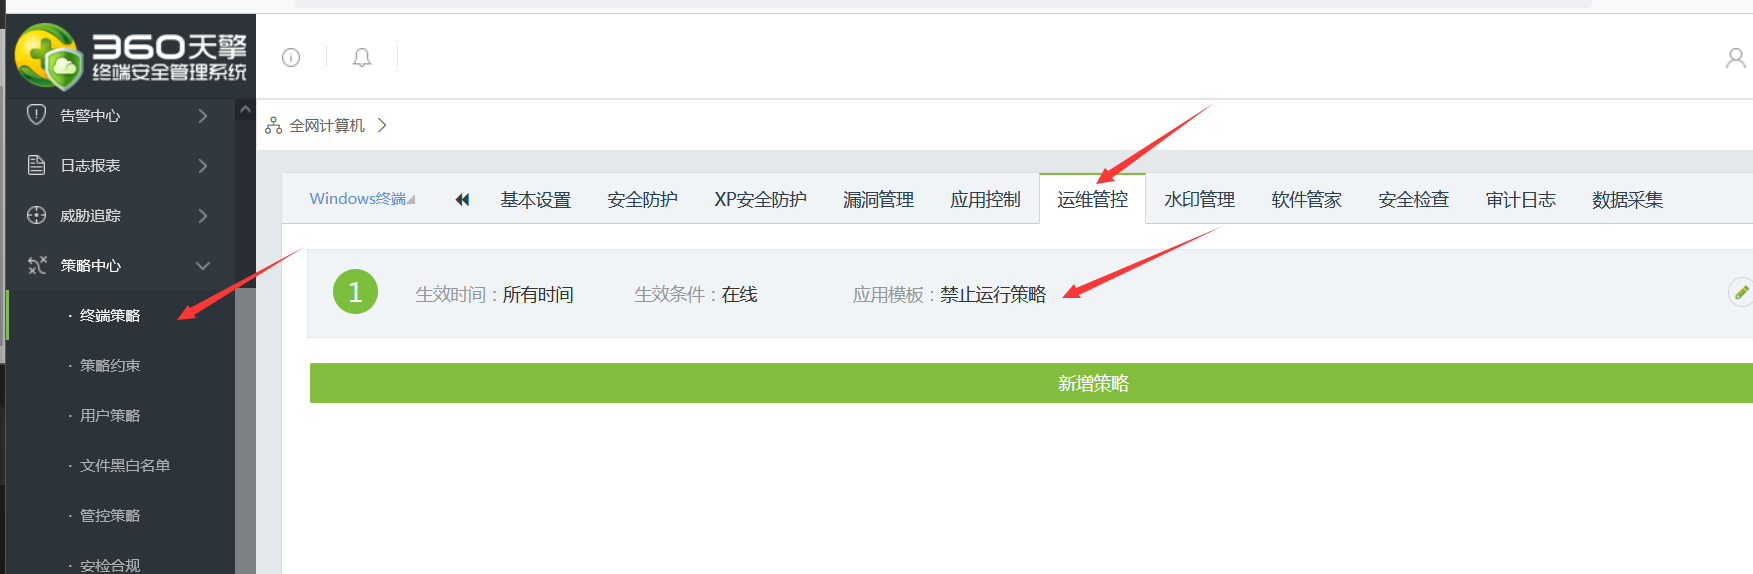 360天擎
终端安全管理系统
告警中心
日志报表
威胁追踪
策略中心
· 终端策略
· 策略约束
· 用户策略
· 文件黑白名单
· 管控策略
· 安检合规
全网计算机
Windows终端 基本设置 安全防护 XP安全防护 漏洞管理 应用控制 运维管控 水印管理 软件管家 安全检查 审计日志 数据采集
1 生效时间：所有时间 生效条件：在线 应用模板：禁止运行策略
新增策略